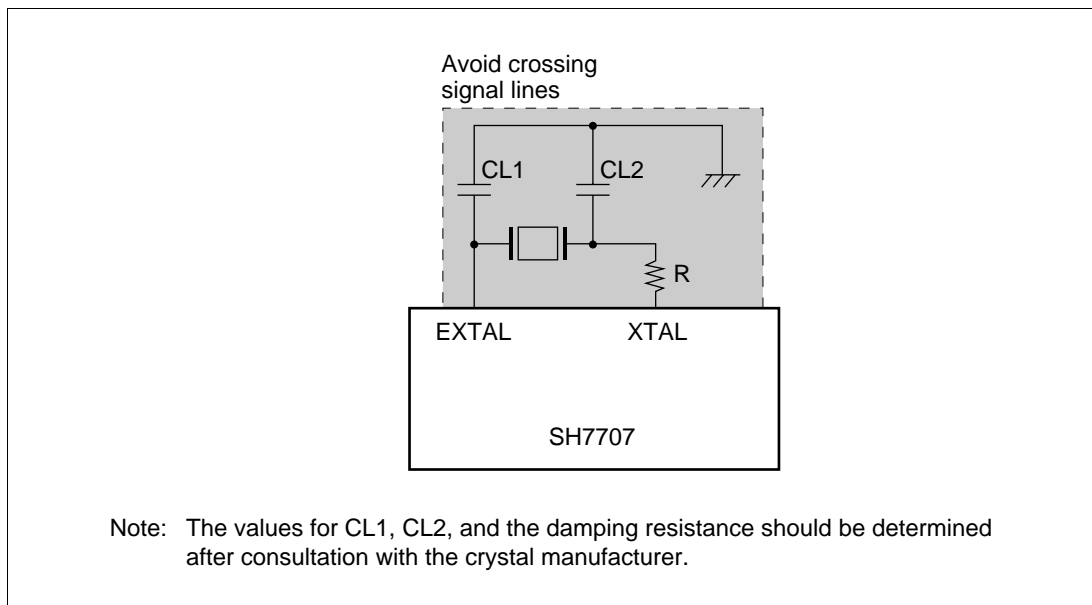 Avoid crossing
signal lines
CL1
CL2
R
EXTAL
XTAL
SH7707
Note: The values for CL1, CL2, and the damping resistance should be determined
after consultation with the crystal manufacturer.